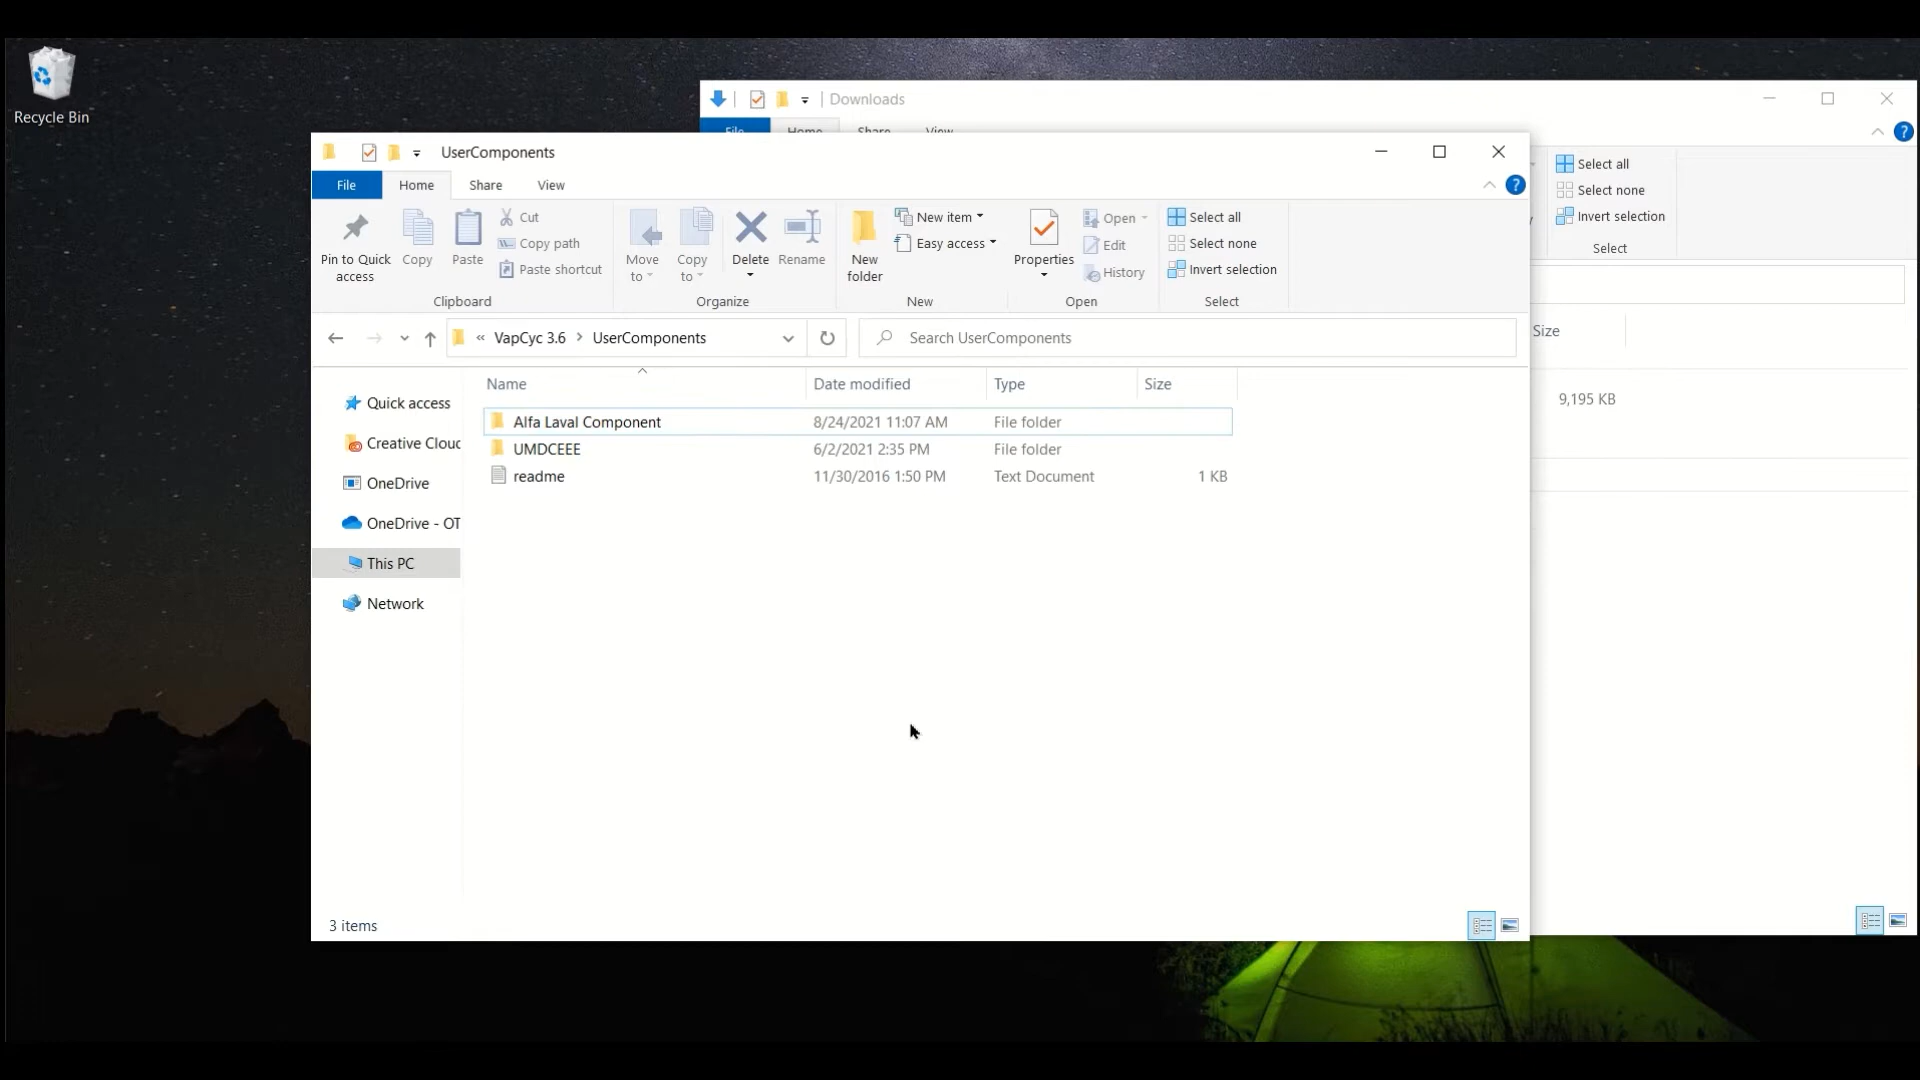 Recycle Bin
Downloads
File Home Share View
Select all
Select none
Invert selection
Select
Size
9,195 KB
UserComponents
File Home Share View
Pin to Quick access
Copy
Paste
Cut
Copy path
Paste shortcut
Clipboard
Move to
Copy to
Delete
Rename
Organize
New folder
New item
Easy access
New
Properties
Open
Edit
History
Open
Select all
Select none
Invert selection
Select
« VapCyc 3.6 > UserComponents
Search UserComponents
Quick access
Creative Clouc
OneDrive
OneDrive - OT
This PC
Network
Name Date modified Type Size
Alfa Laval Component 8/24/2021 11:07 AM File folder
UMDCEEE 6/2/2021 2:35 PM File folder
readme 11/30/2016 1:50 PM Text Document 1 KB
3 items